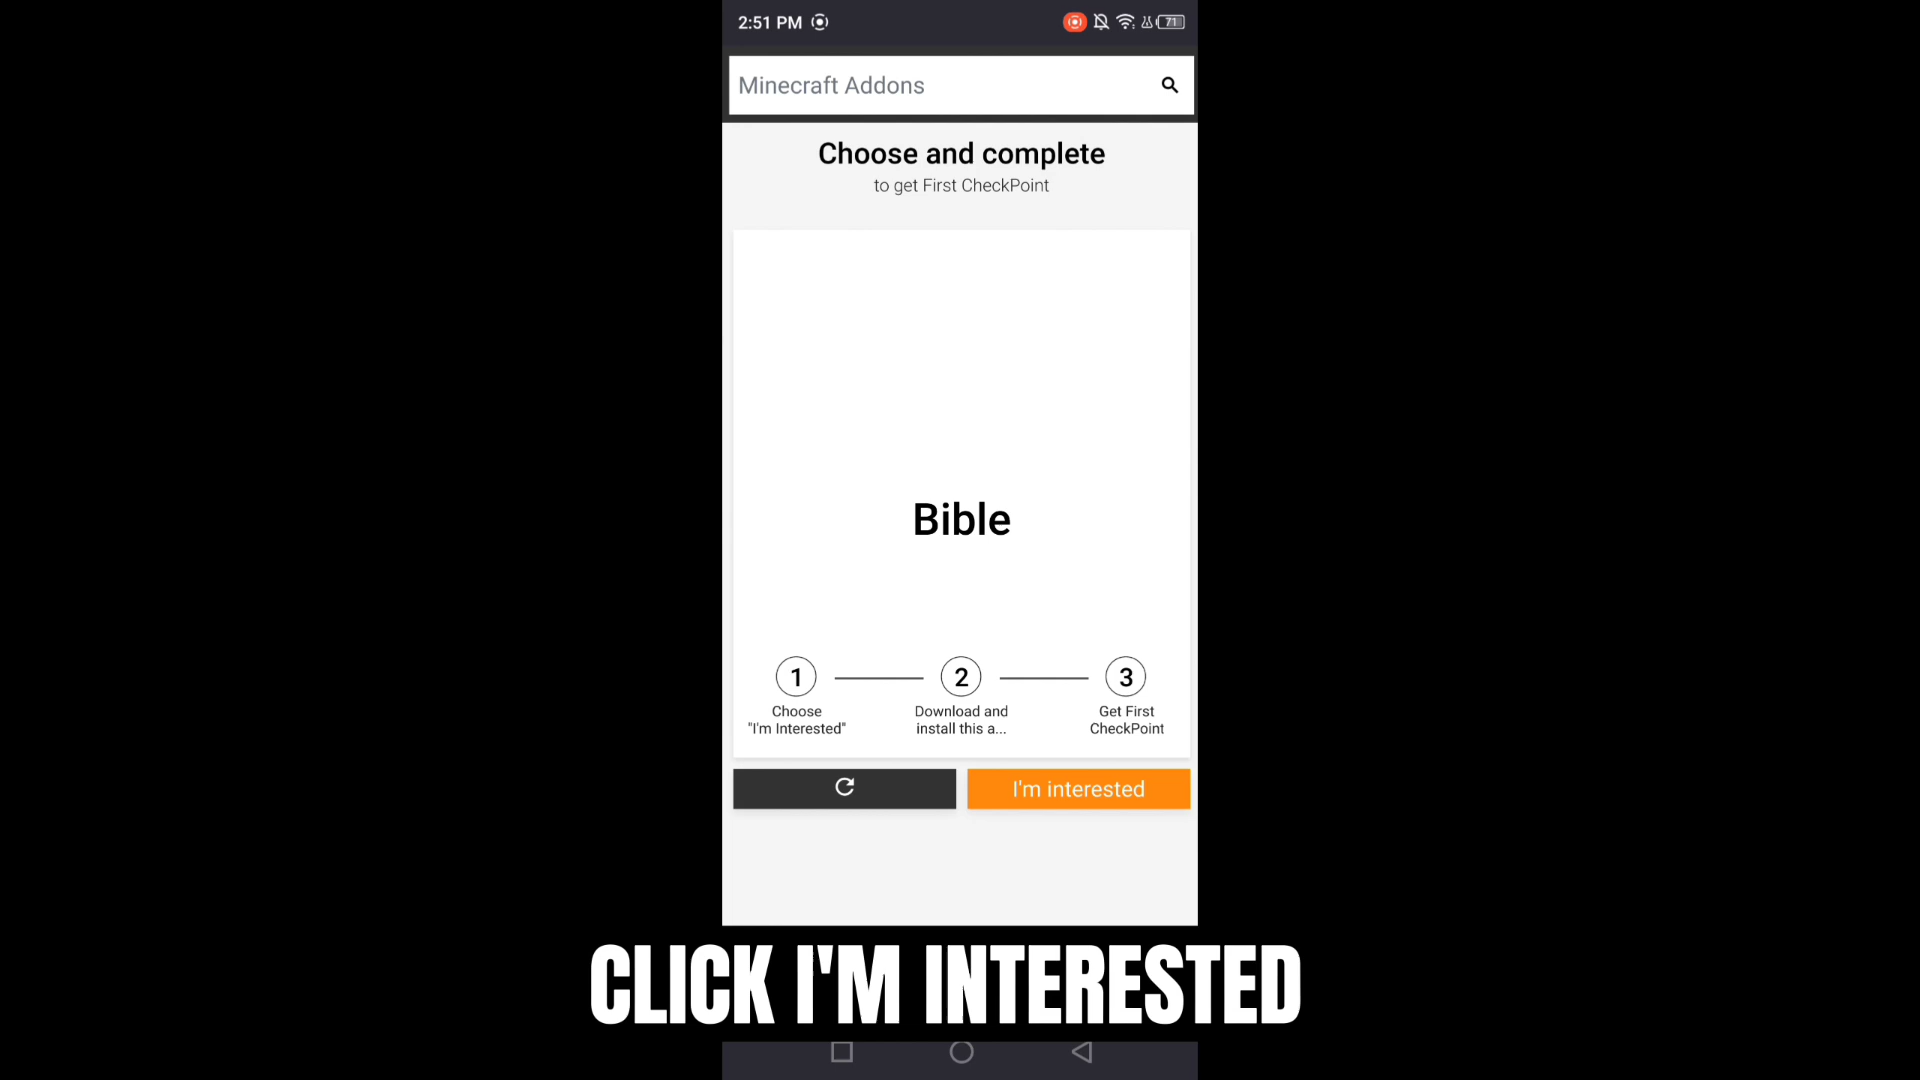 2:51 PM
71
Minecraft Addons
Choose and complete
to get First CheckPoint
Bible
1
2
3
Choose
"I'm Interested"
Download and
install this a...
Get First
CheckPoint
I'm interested
CLICK I'M INTERESTED